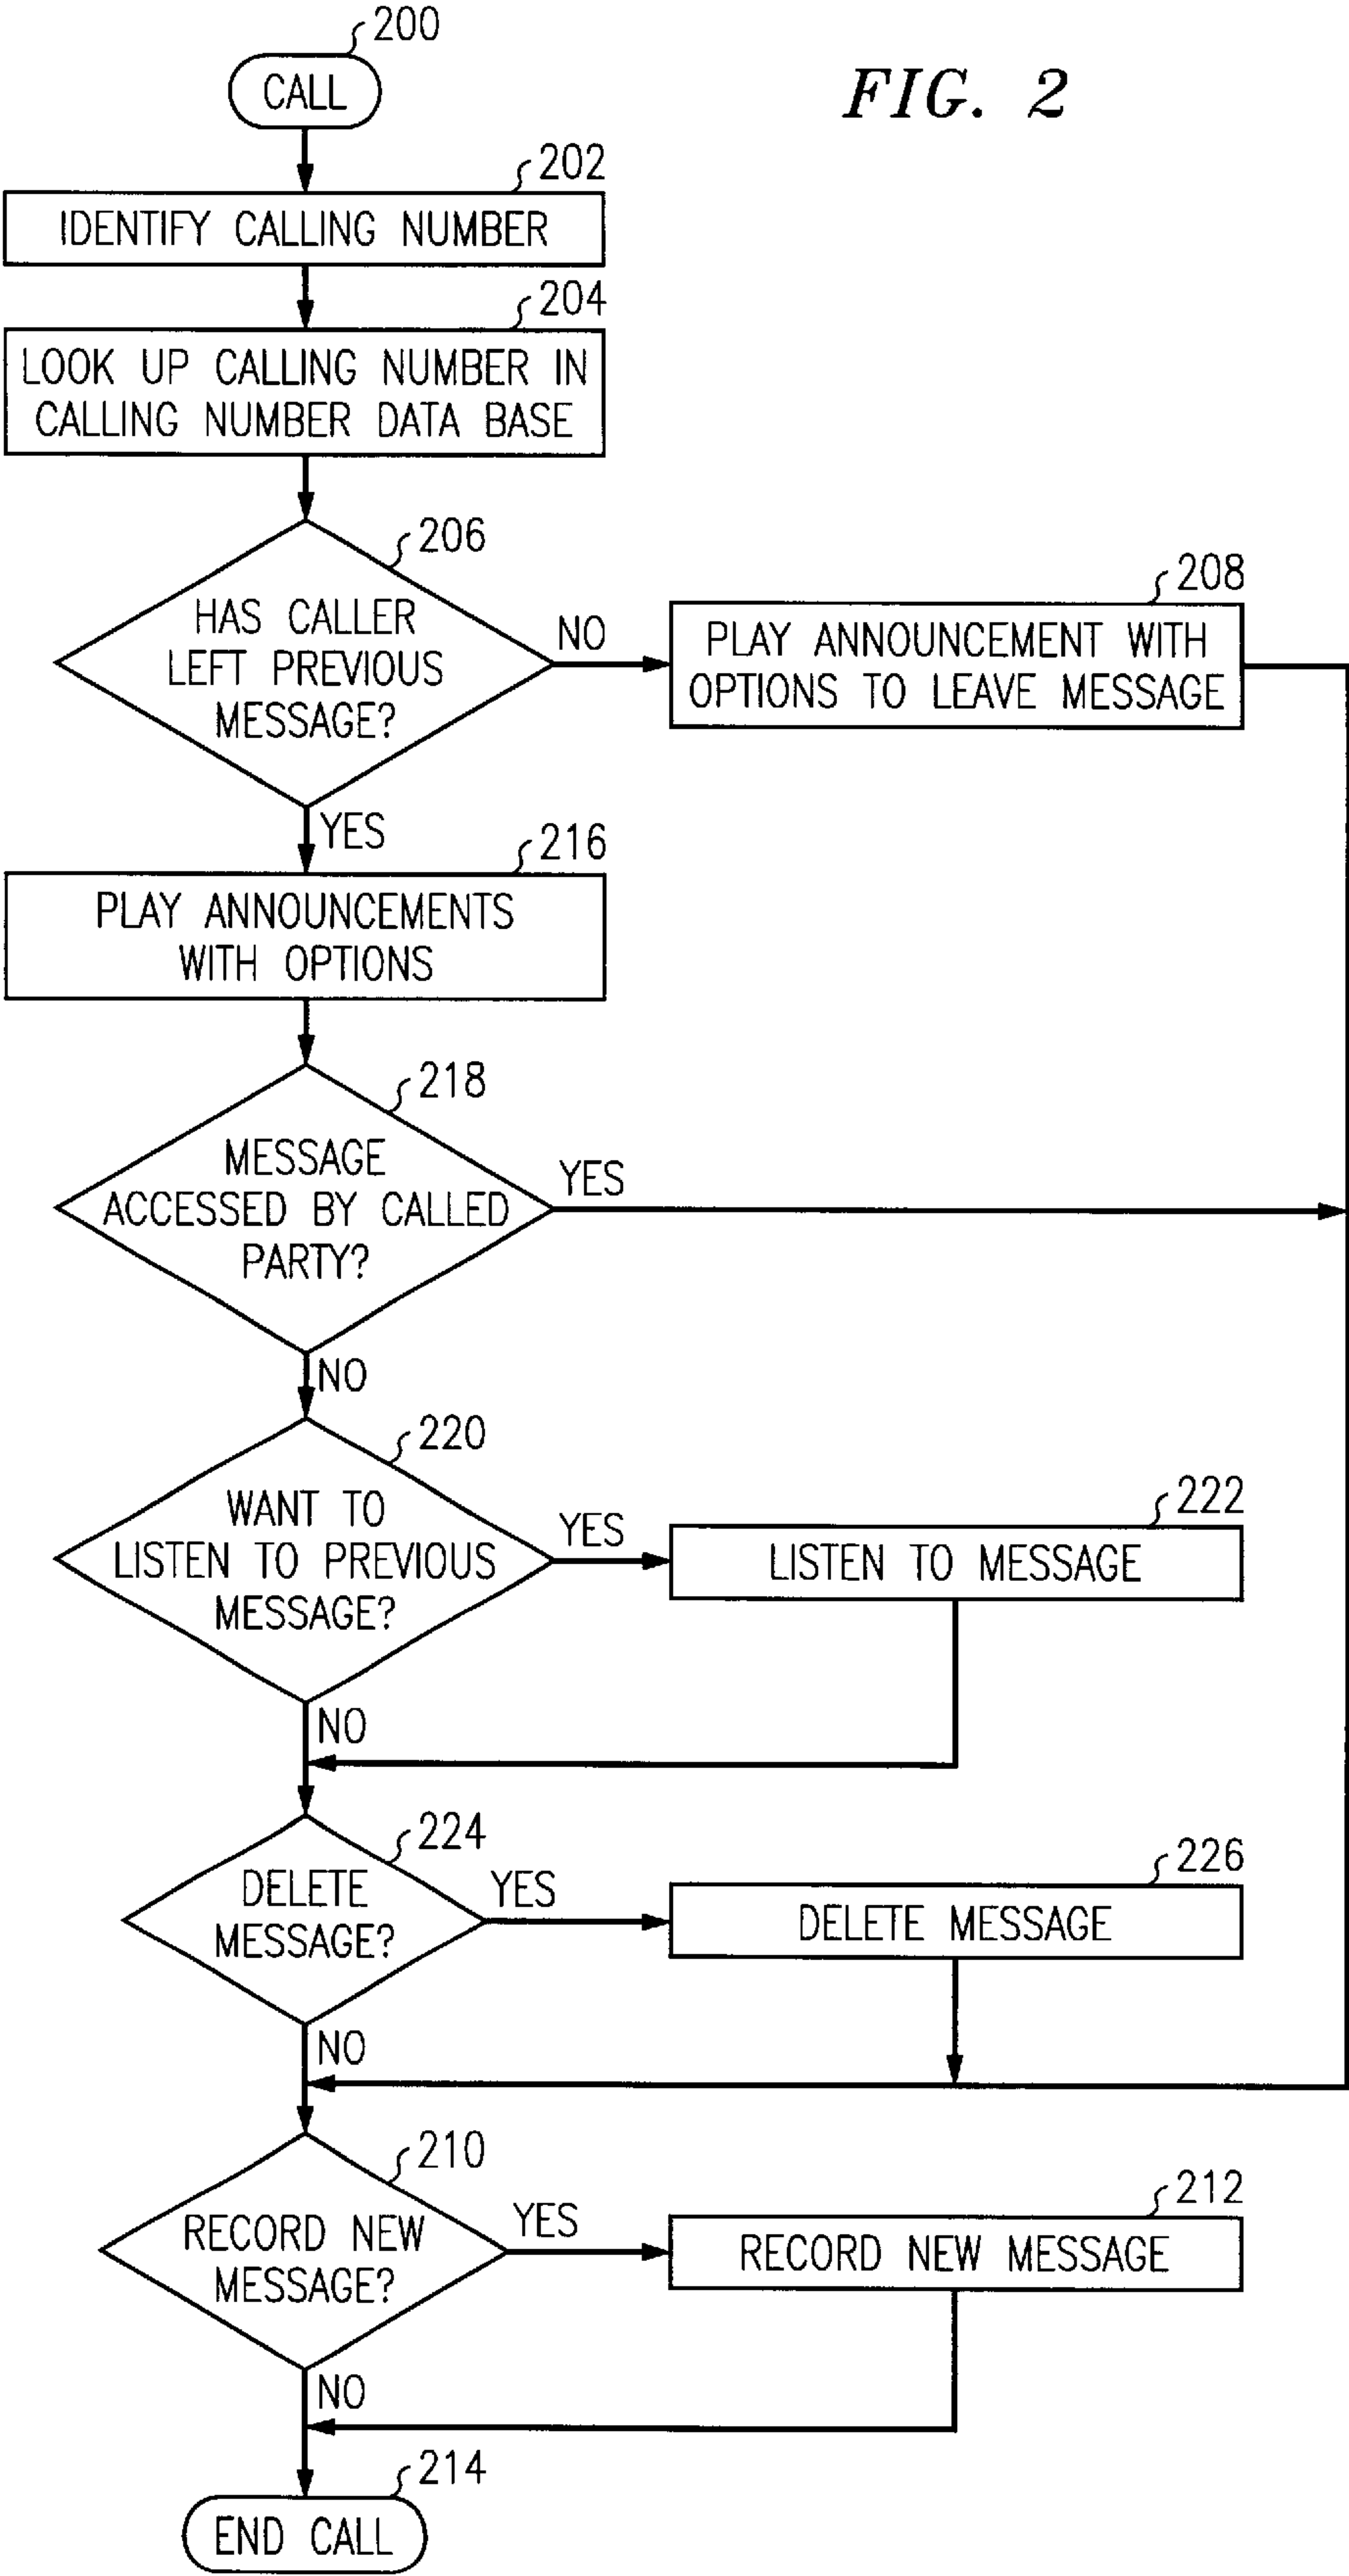 200
CALL
FIG. 2
202
IDENTIFY CALLING NUMBER
204
LOOK UP CALLING NUMBER IN
CALLING NUMBER DATA BASE
206
HAS CALLER
LEFT PREVIOUS
MESSAGE?
NO
208
PLAY ANNOUNCEMENT WITH
OPTIONS TO LEAVE MESSAGE
YES
216
PLAY ANNOUNCEMENTS
WITH OPTIONS
218
MESSAGE
ACCESSED BY CALLED
PARTY?
YES
NO
220
WANT TO
LISTEN TO PREVIOUS
MESSAGE?
YES
222
LISTEN TO MESSAGE
NO
224
DELETE
MESSAGE?
YES
226
DELETE MESSAGE
NO
210
RECORD NEW
MESSAGE?
YES
212
RECORD NEW MESSAGE
NO
214
END CALL